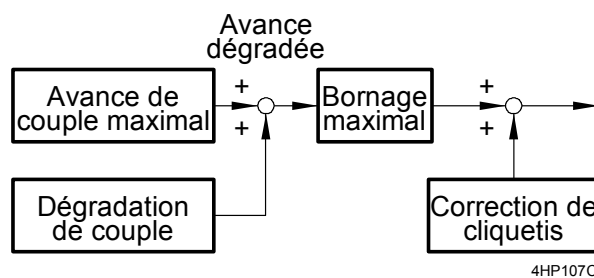 Avance
dégradée
Avance de
couple maximal
+
+
Bornage
maximal
+
+
Dégradation
de couple
Correction de
cliquetis
4HP107C